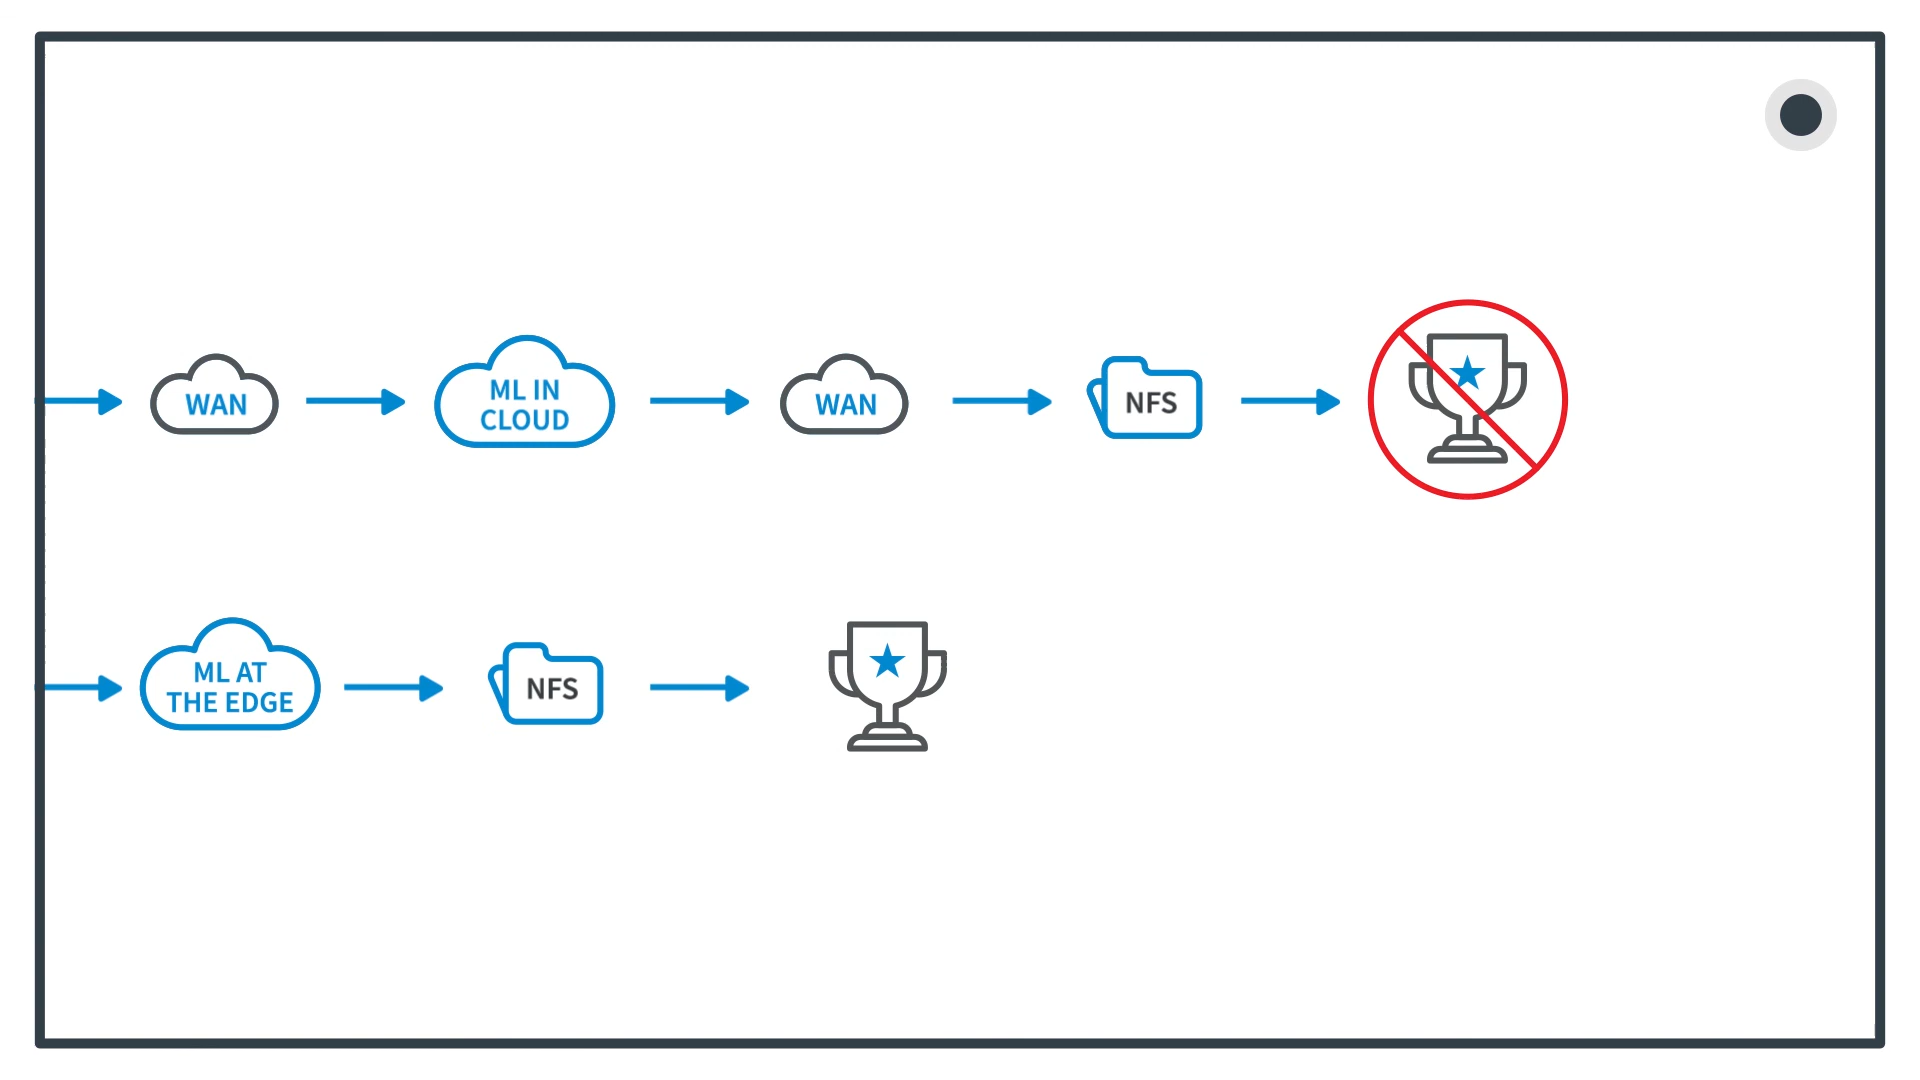 WAN
ML IN
CLOUD
WAN
NFS
ML AT
THE EDGE
NFS